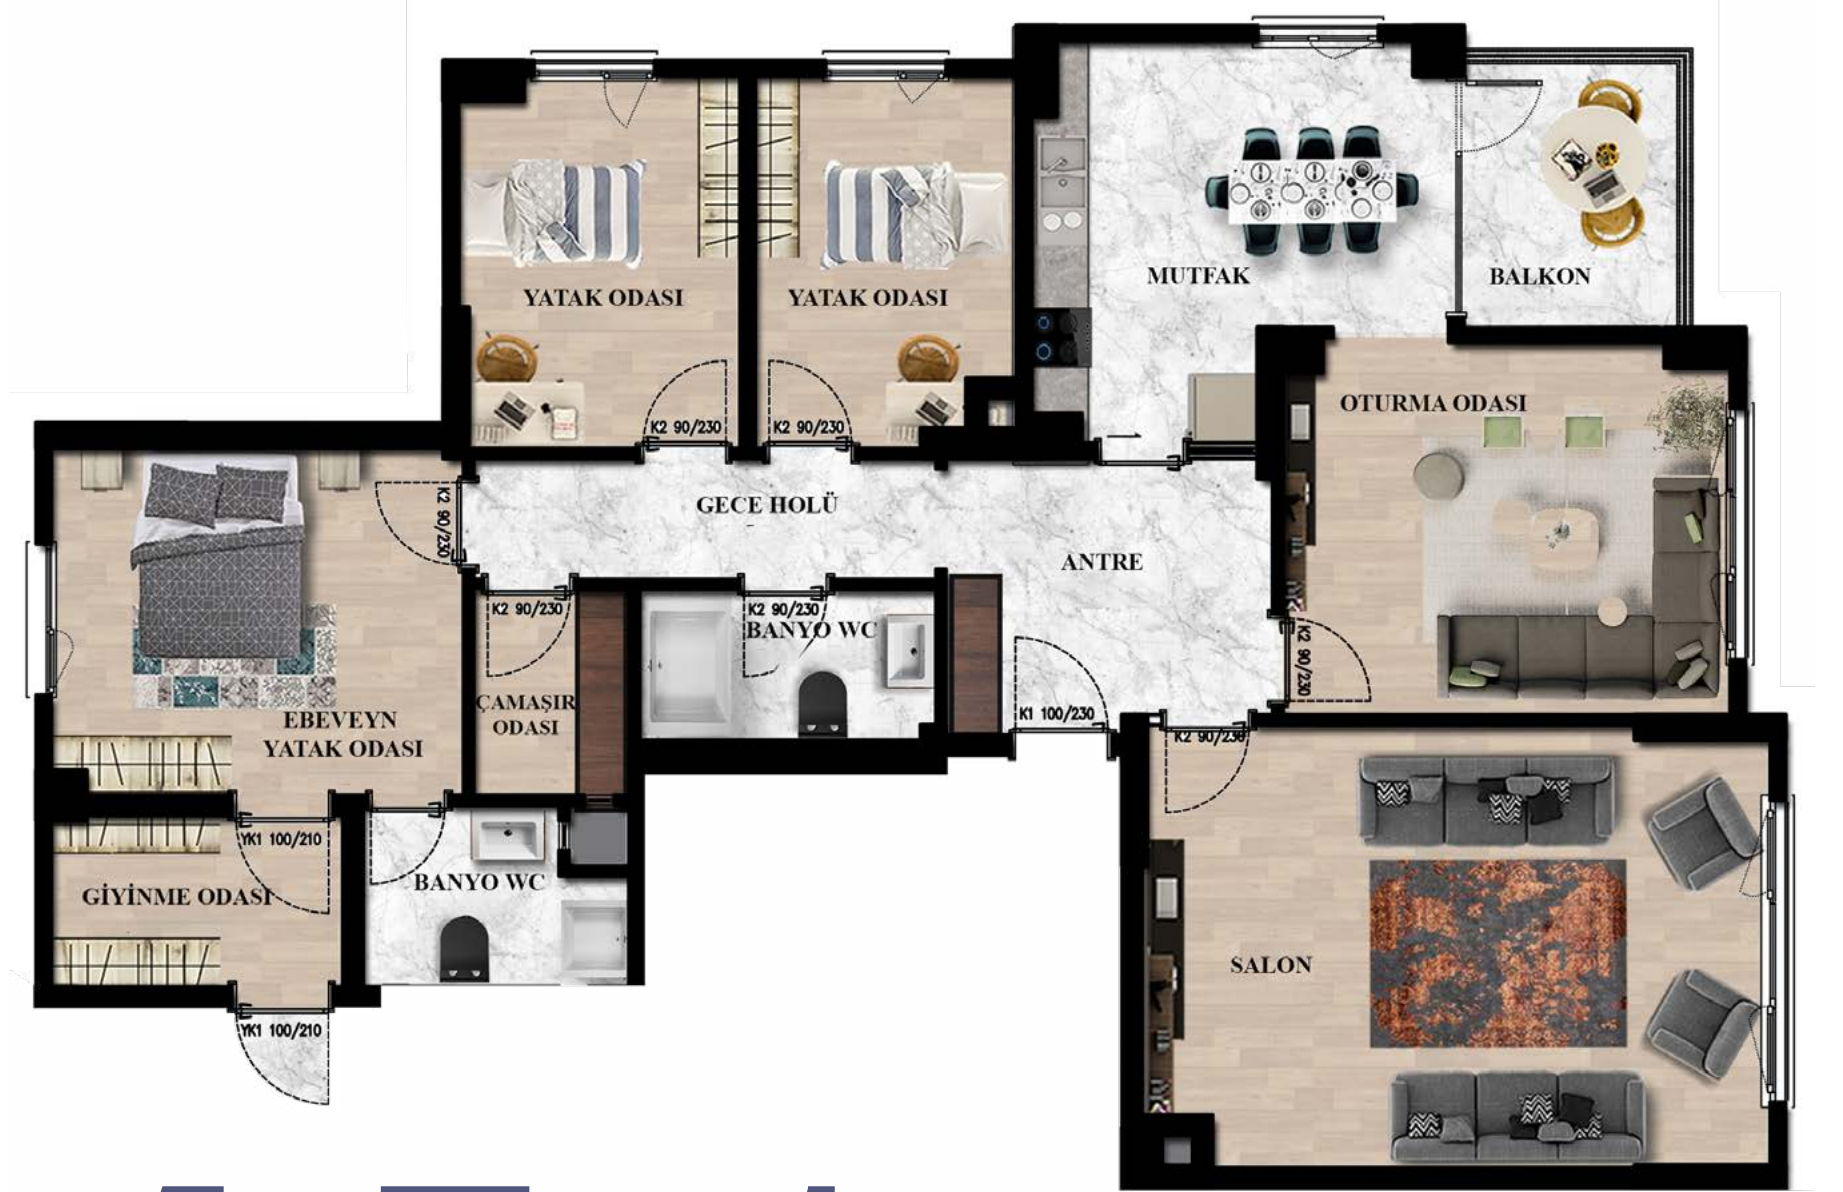 YATAK ODASI
YATAK ODASI
MUTFAK
BALKON
OTURMA ODASI
K2 90/230
K2 90/230
K2 90/230
GECE HOLÜ
ANTRE
K2 90/230
K2 90/230
BANYO WC
K2 90/230
ÇAMAŞIR
ODASI
K1 100/230
K2 90/230
EBEVEYN
YATAK ODASI
YK1 100/210
GİYİNME ODASI
BANYO WC
SALON
YK1 100/210